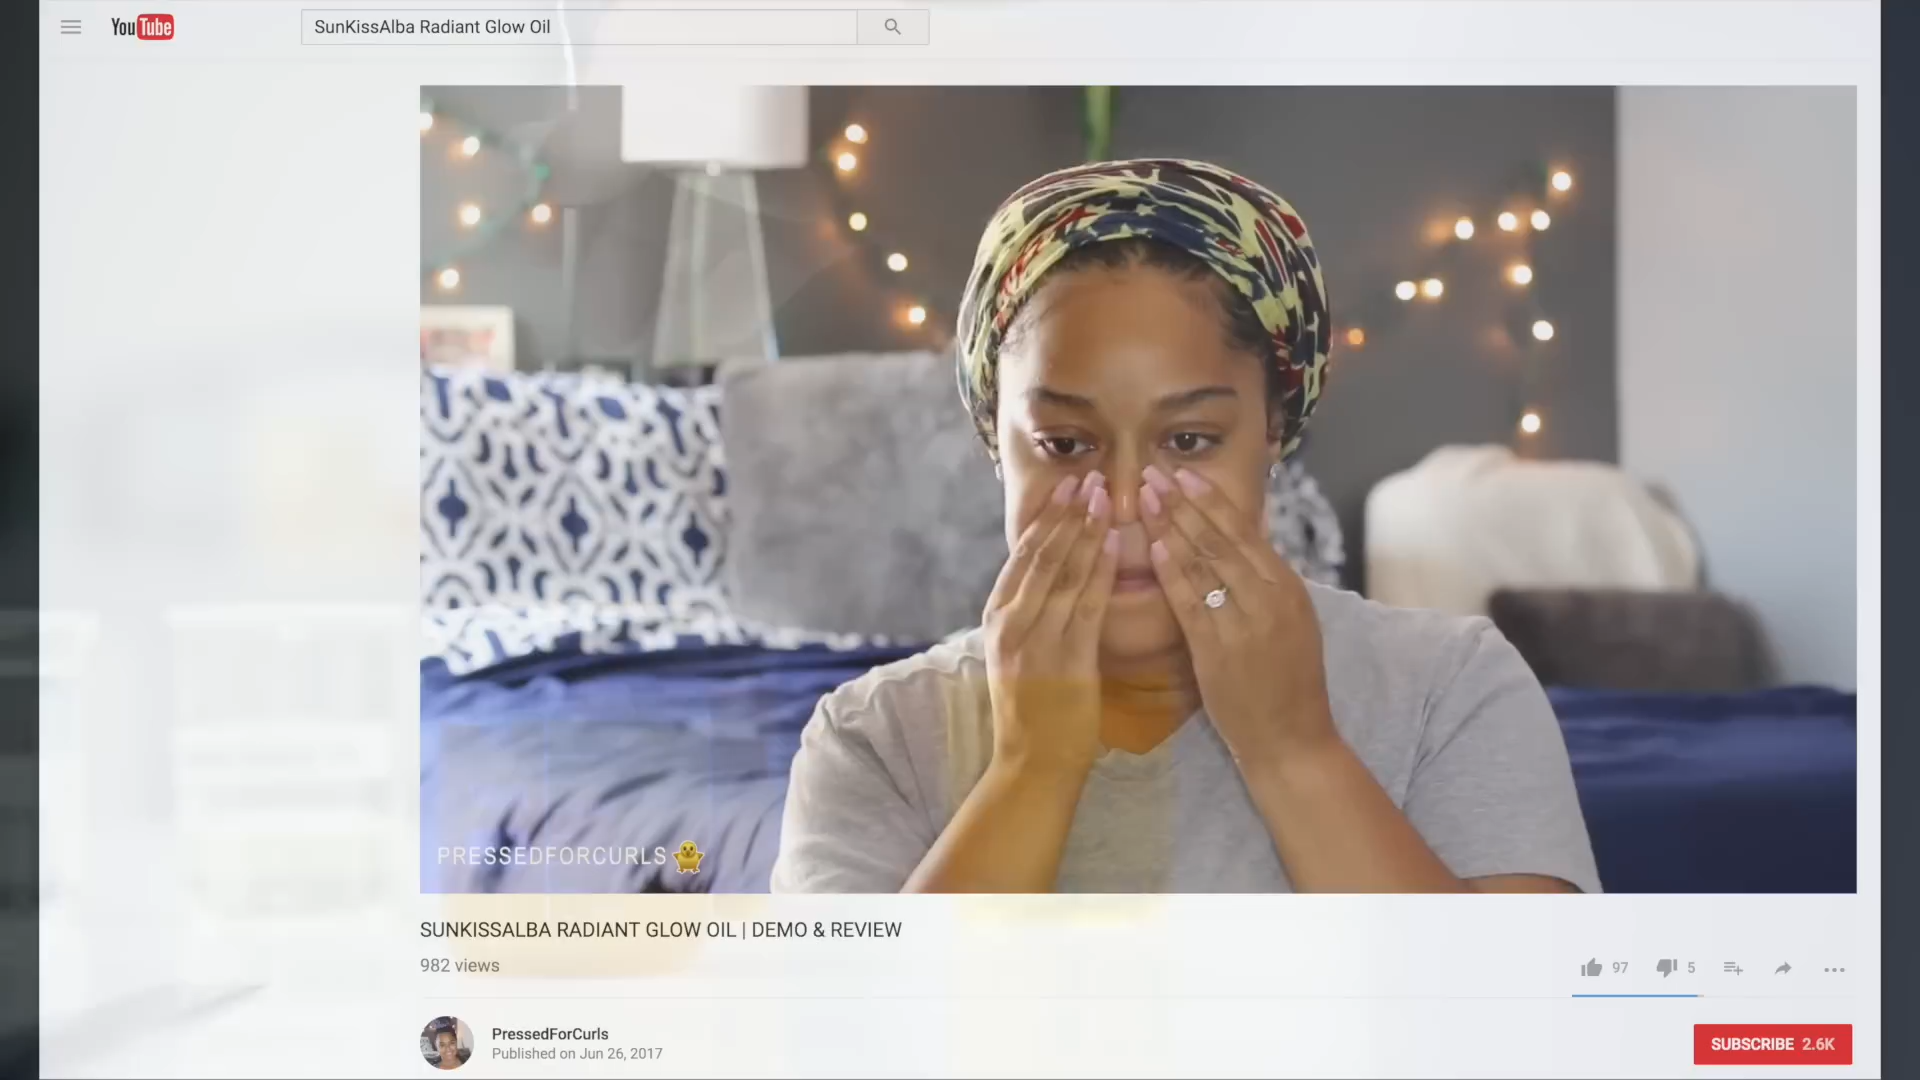 YouTube
SunKissAlba Radiant Glow Oil
PRESSEDFORCURLS
SUNKISSALBA RADIANT GLOW OIL | DEMO & REVIEW
982 views
97
5
PressedForCurls
Published on Jun 26, 2017
SUBSCRIBE 2.6K